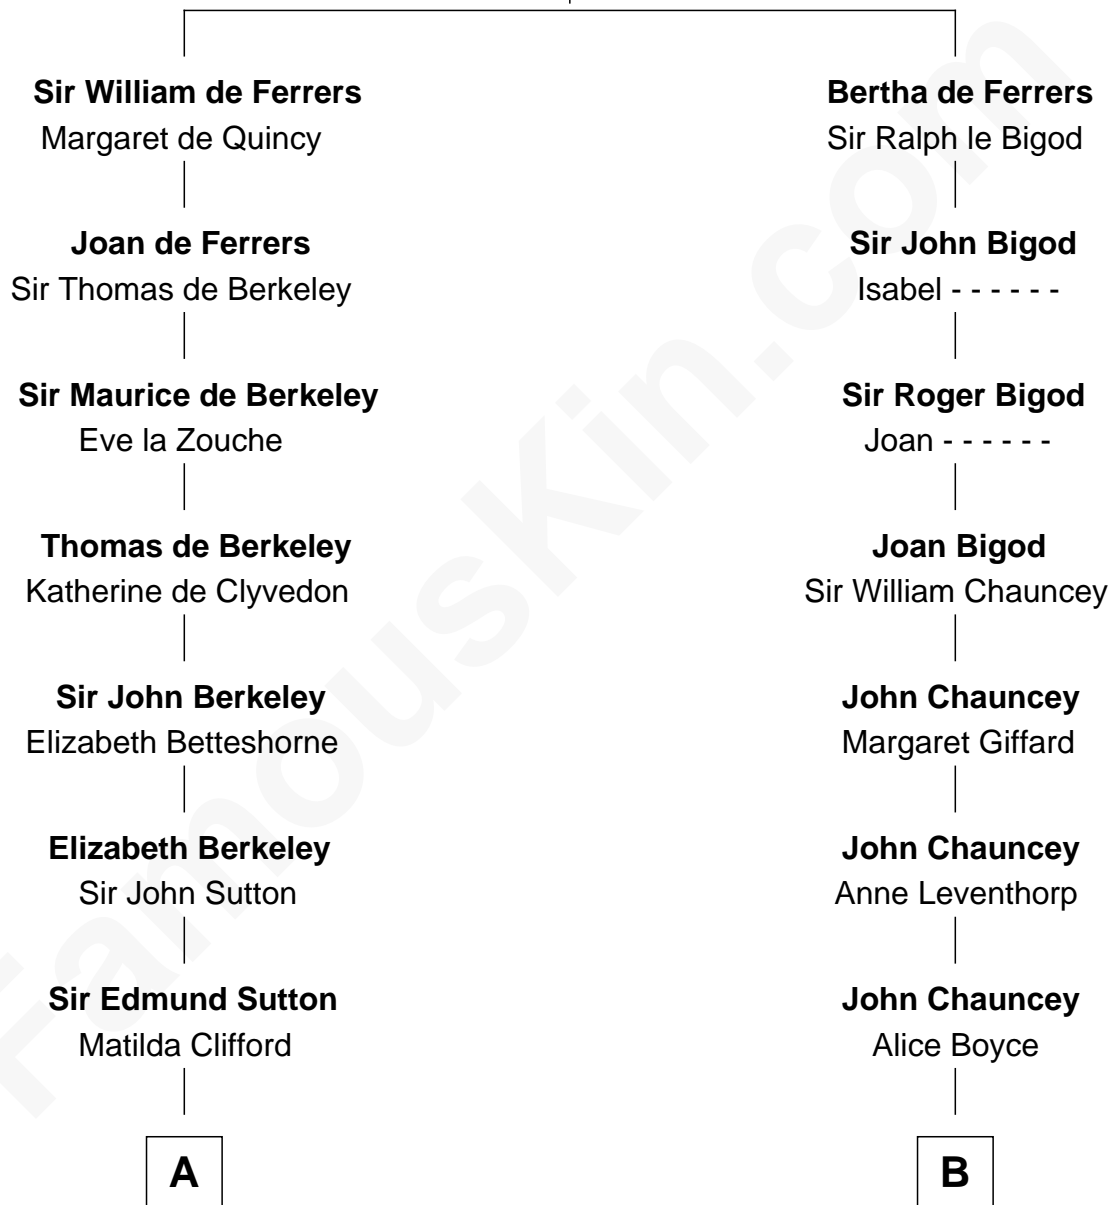 Sir William de Ferrers
Margaret de Quincy
Joan de Ferrers
Sir Thomas de Berkeley
Sir Maurice de Berkeley
Eve la Zouche
Thomas de Berkeley
Katherine de Clyvedon
Sir John Berkeley
Elizabeth Betteshorne
Elizabeth Berkeley
Sir John Sutton
Sir Edmund Sutton
Matilda Clifford
A
Bertha de Ferrers
Sir Ralph le Bigod
Sir John Bigod
Isabel - - - - - -
Sir Roger Bigod
Joan - - - - - -
Joan Bigod
Sir William Chauncey
John Chauncey
Margaret Giffard
John Chauncey
Anne Leventhorp
John Chauncey
Alice Boyce
B
FamousKin.com